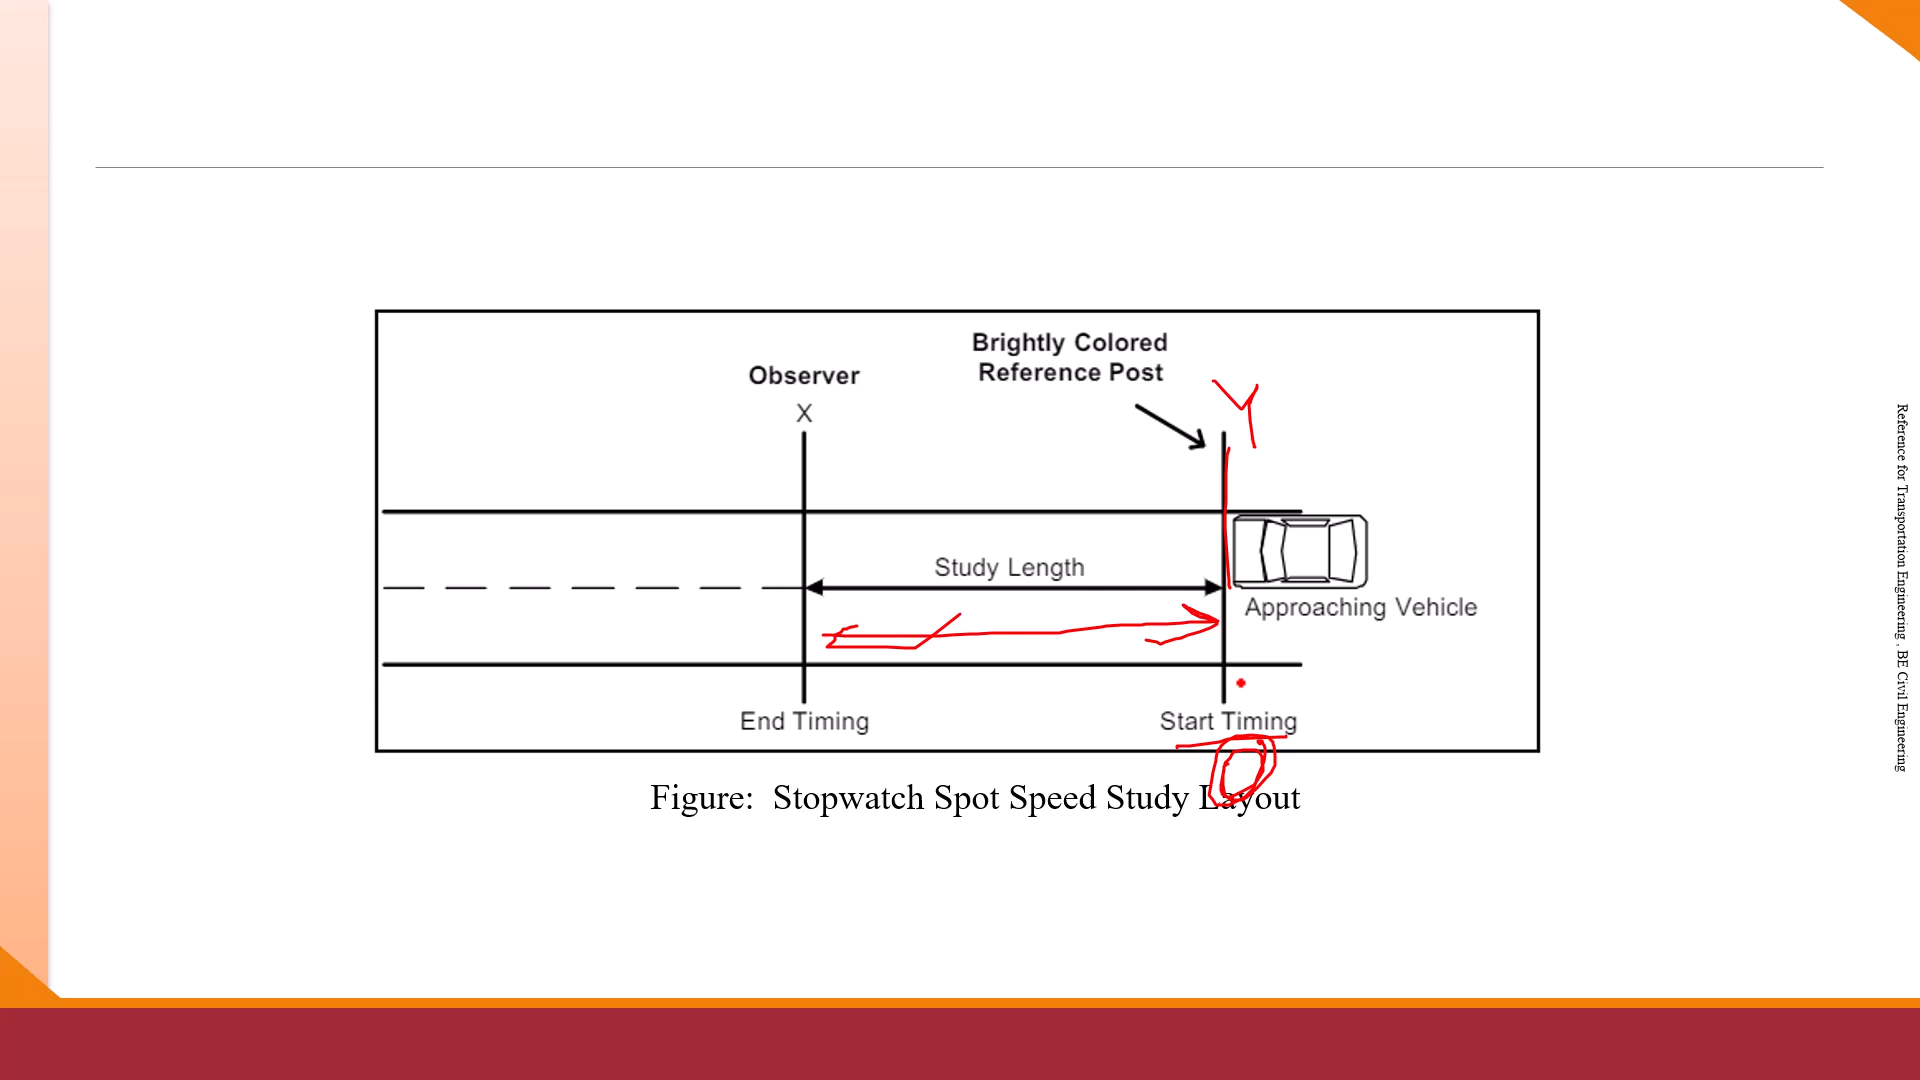 Brightly Colored
Reference Post
Observer
X
Y
Study Length
Approaching Vehicle
End Timing
Start Timing
Figure: Stopwatch Spot Speed Study Layout
Reference for Transportation Engineering , BE Civil Engineering